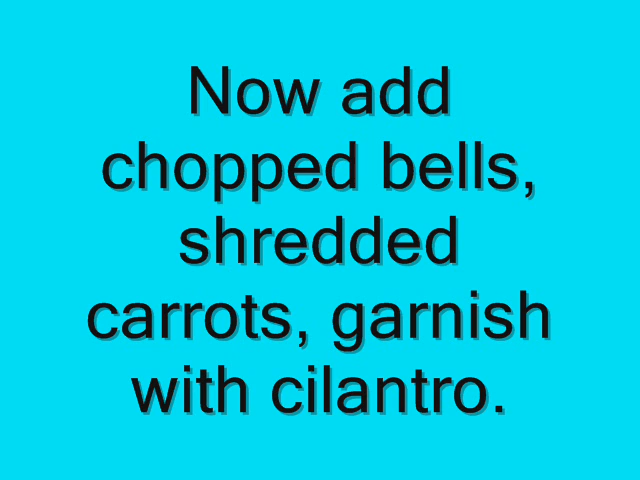 Now add
chopped bells,
shredded
carrots, garnish
with cilantro.